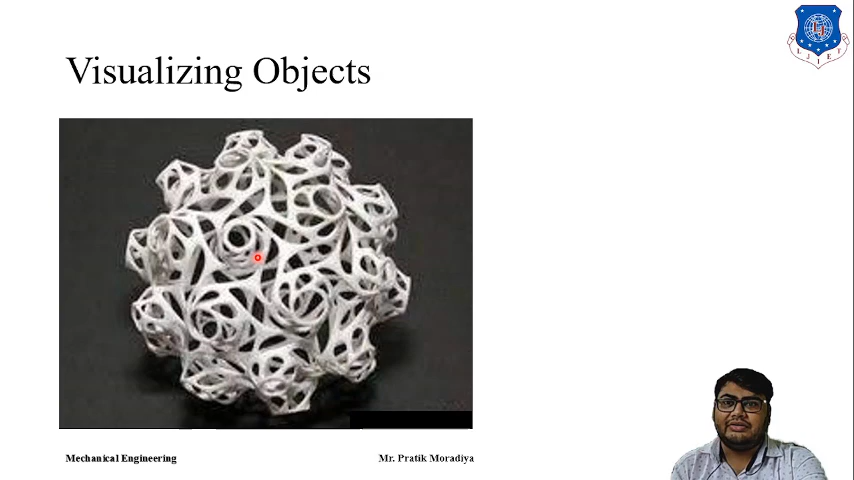 Visualizing Objects
L J I E T
Mechanical Engineering
Mr. Pratik Moradiya